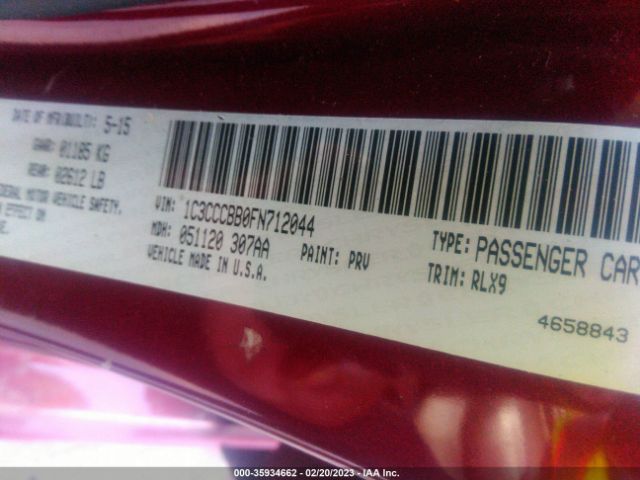 DATE OF MFR(BUILT): 5-15
GAWR: 01185 KG
REAR: 02612 LB
MOTOR VEHICLE SAFETY,
EFFECT ON
VIN: 1C3CCCBB0FN712044
MDH: 051120 307AA
PAINT: PRV
VEHICLE MADE IN U.S.A.
TYPE: PASSENGER CAR
TRIM: RLX9
4658843
000-35934662 — 02/20/2023 — IAA Inc.